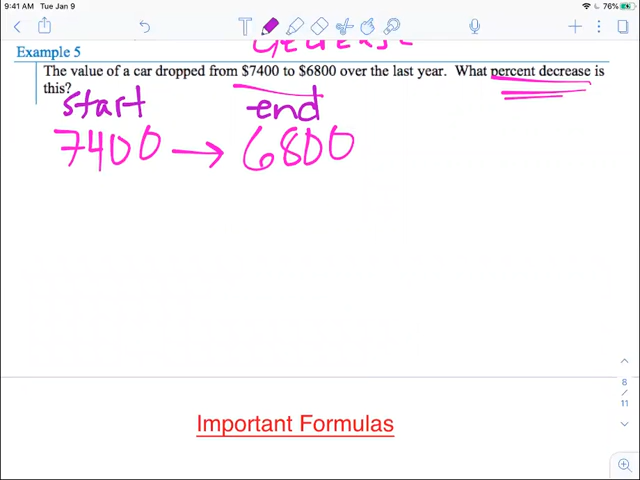 9:41 AM Tue Jan 9
76%
decrease
Example 5
The value of a car dropped from $7400 to $6800 over the last year. What percent decrease is
this?
start end
7400 → 6800
8
/
11
Important Formulas